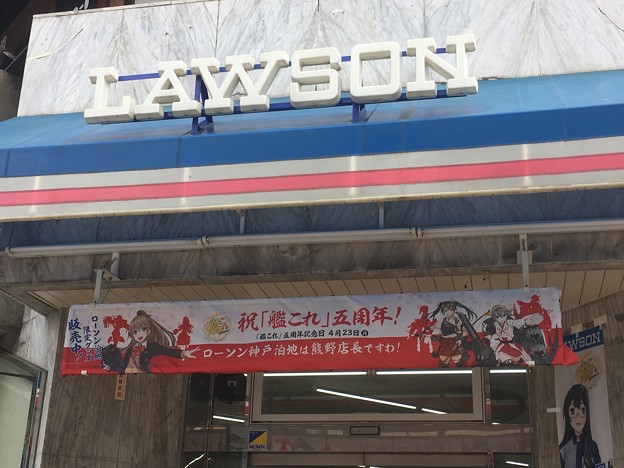 LAWSON
祝「艦これ」五周年！
「艦これ」五周年記念日 4月23日
ローソン神戸泊地は熊野店長ですわ！
販売中！
LAWSON